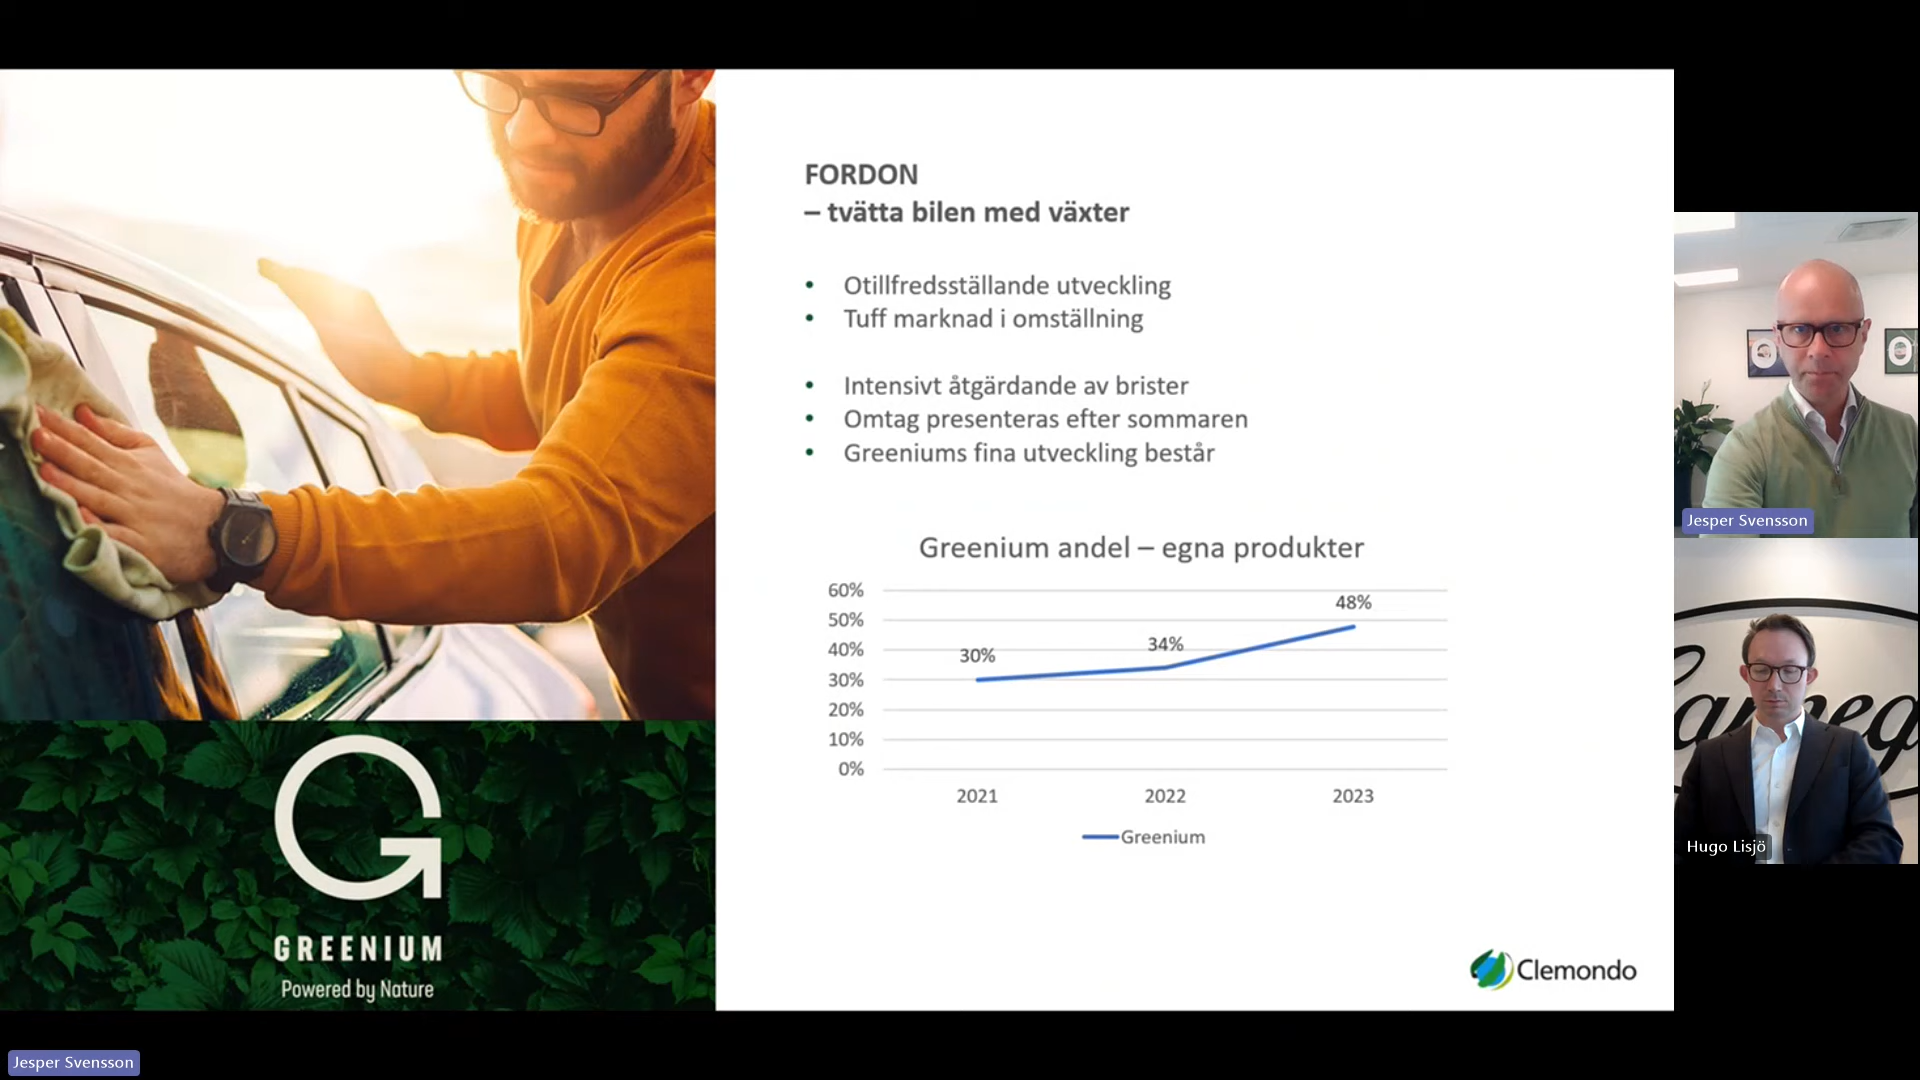 FORDON
– tvätta bilen med växter
• Otillfredsställande utveckling
• Tuff marknad i omställning
• Intensivt åtgärdande av brister
• Omtag presenteras efter sommaren
• Greeniums fina utveckling består
Greenium andel – egna produkter
60%
50%
40%
30%
20%
10%
0%
30%
34%
48%
2021
2022
2023
Greenium
GREENIUM
Powered by Nature
Clemondo
Jesper Svensson
Hugo Lisjö
Jesper Svensson